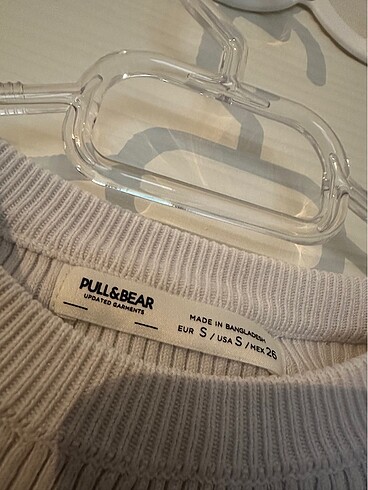 PULL&BEAR
UPDATED GARMENTS
MADE IN BANGLADESH
EUR S / USA S / MEX 26